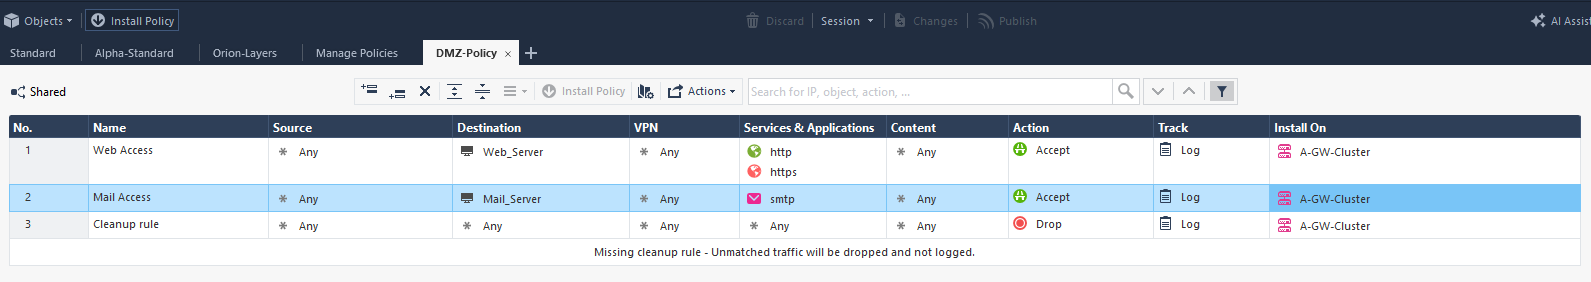 Objects Install Policy Discard Session Changes Publish AI Assist
Standard Alpha-Standard Orion-Layers Manage Policies DMZ-Policy
Shared Install Policy Actions Search for IP, object, action, ...
No. Name Source Destination VPN Services & Applications Content Action Track Install On
1 Web Access Any Web_Server Any http Any Accept Log A-GW-Cluster
https
2 Mail Access Any Mail_Server Any smtp Any Accept Log A-GW-Cluster
3 Cleanup rule Any Any Any Any Any Drop Log A-GW-Cluster
Missing cleanup rule - Unmatched traffic will be dropped and not logged.